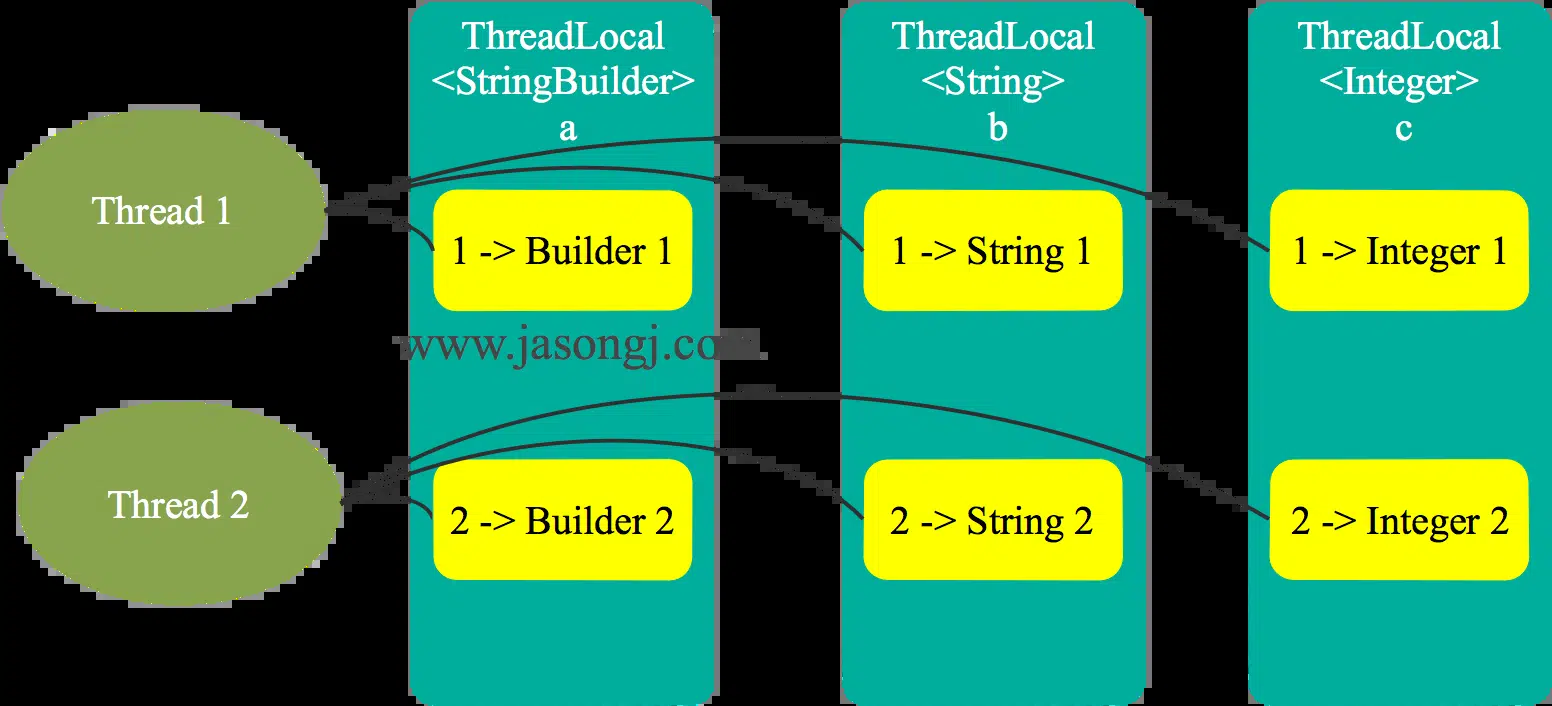 ThreadLocal
<StringBuilder>
a
ThreadLocal
<String>
b
ThreadLocal
<Integer>
c
Thread 1
1 -> Builder 1
1 -> String 1
1 -> Integer 1
www.jasongj.co
Thread 2
2 -> Builder 2
2 -> String 2
2 -> Integer 2